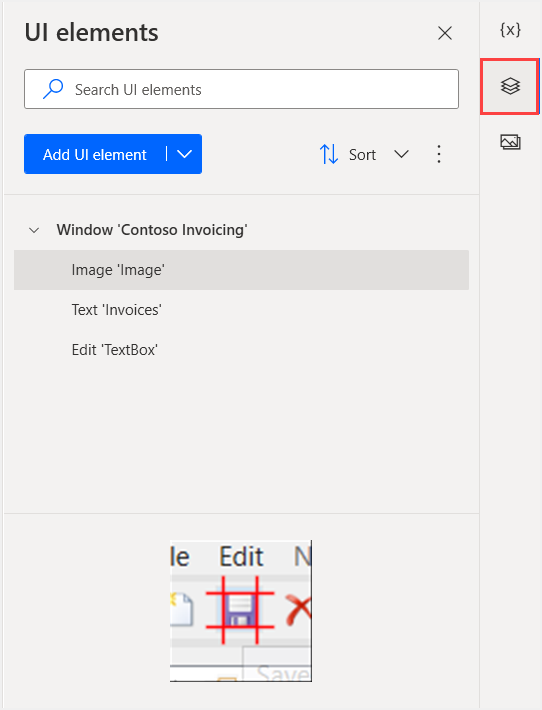 UI elements
{x}
Search UI elements
Add UI element
Sort
Window 'Contoso Invoicing'
Image 'Image'
Text 'Invoices'
Edit 'TextBox'
le Edit N
Save